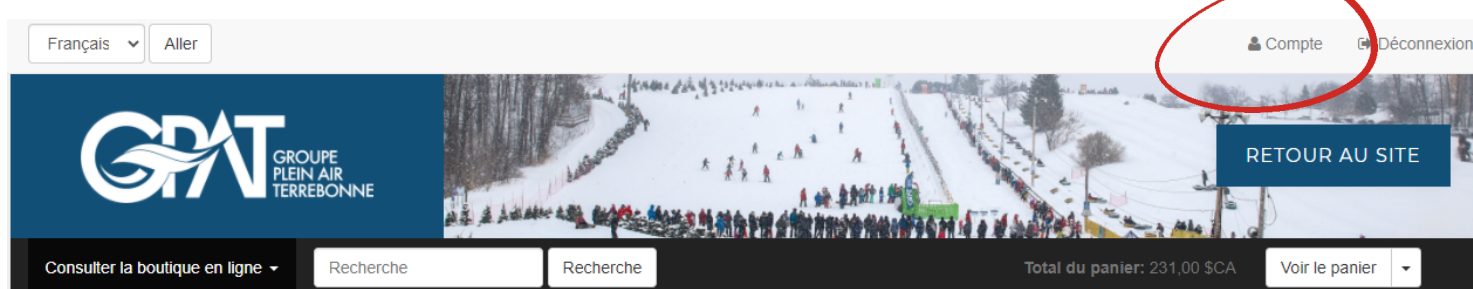 Français Aller Compte Déconnexion
GPAT GROUPE
PLEIN AIR
TERREBONNE
RETOUR AU SITE
Consulter la boutique en ligne Recherche Recherche Total du panier: 231,00 $CA Voir le panier